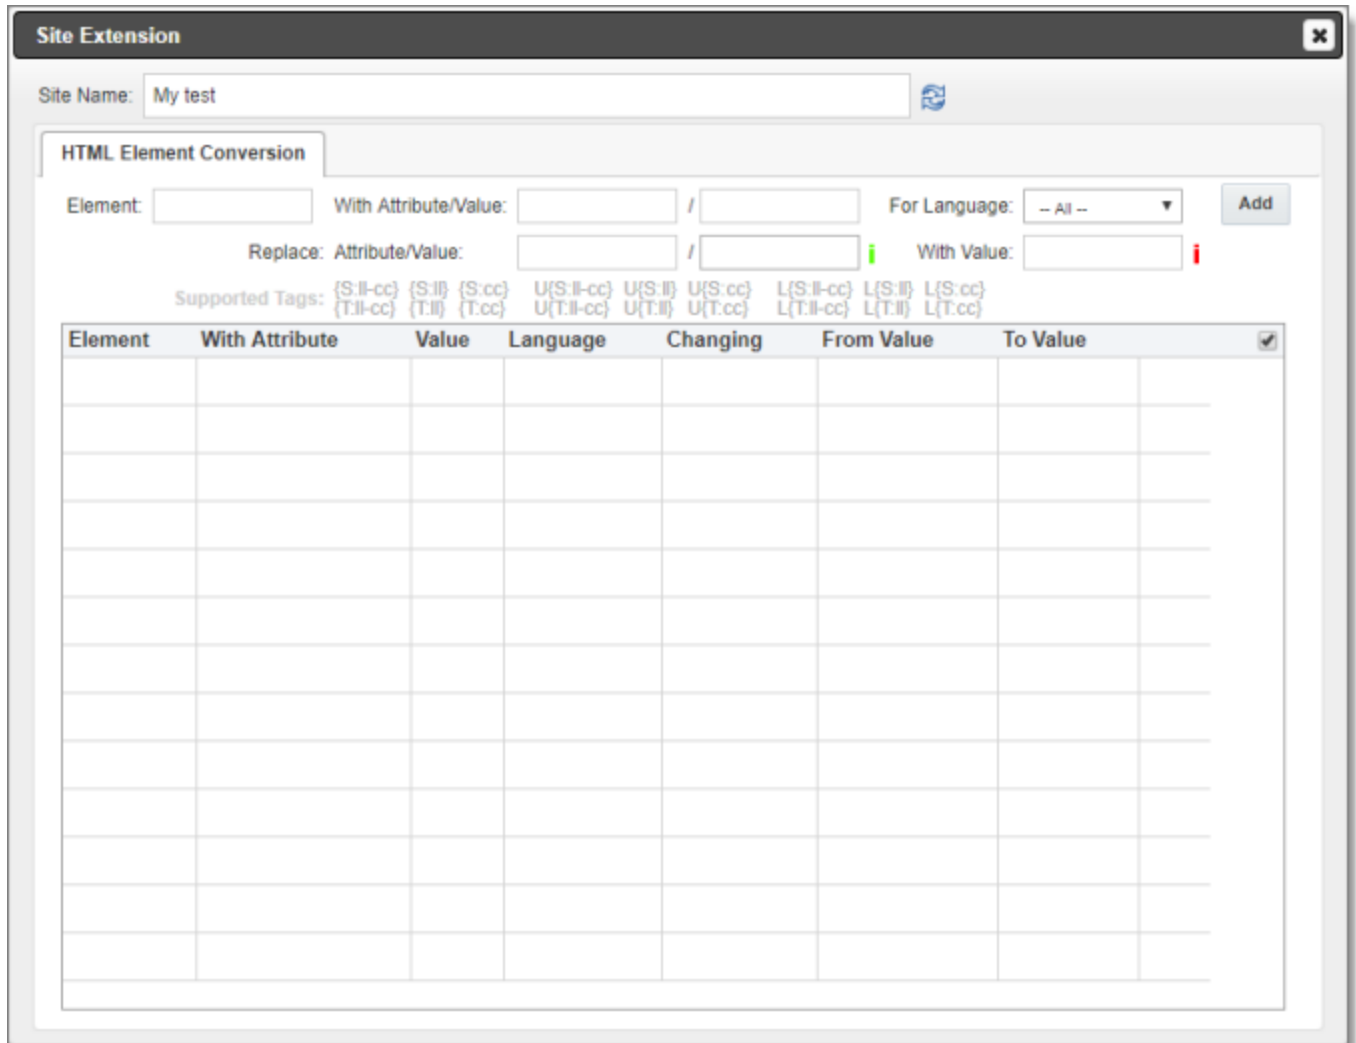 Site Extension
Site Name: My test
HTML Element Conversion
Element: With Attribute/Value: / For Language: -- All -- Add
Replace: Attribute/Value: / i With Value: i
Supported Tags: {S:ll-cc} {S:ll} {S:cc} U{S:ll-cc} U{S:ll} U{S:cc} L{S:ll-cc} L{S:ll} L{S:cc}
{T:ll-cc} {T:ll} {T:cc} U{T:ll-cc} U{T:ll} U{T:cc} L{T:ll-cc} L{T:ll} L{T:cc}
Element With Attribute Value Language Changing From Value To Value